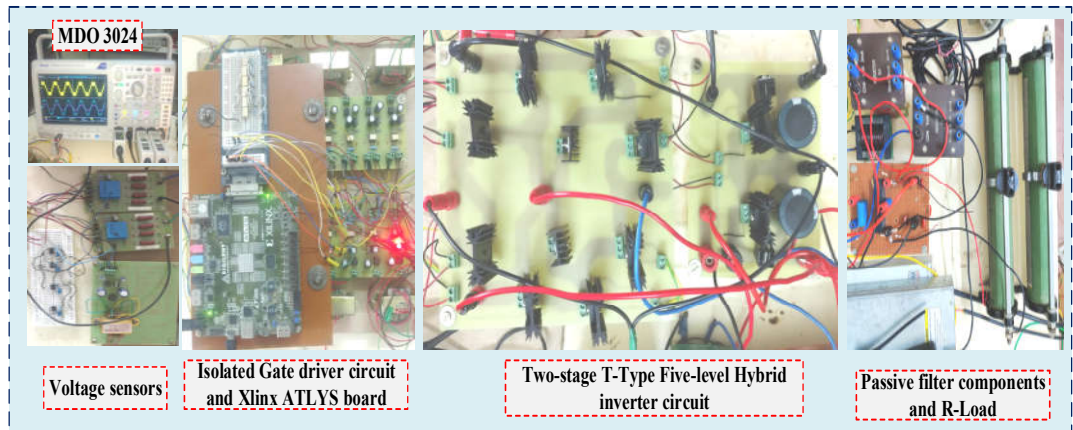 MDO 3024
XILINX
Voltage sensors
Isolated Gate driver circuit
and Xlinx ATLYS board
Two-stage T-Type Five-level Hybrid
inverter circuit
Passive filter components
and R-Load